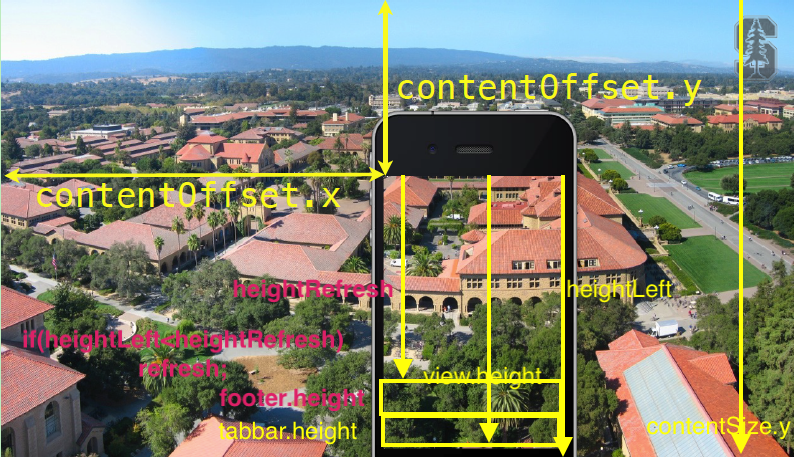 contentOffset.y
contentOffset.x
heightRefresh
heightLeft
if(heightLeft<heightRefresh)
refresh;
view.height
footer.height
tabbar.height
contentSize.y
S